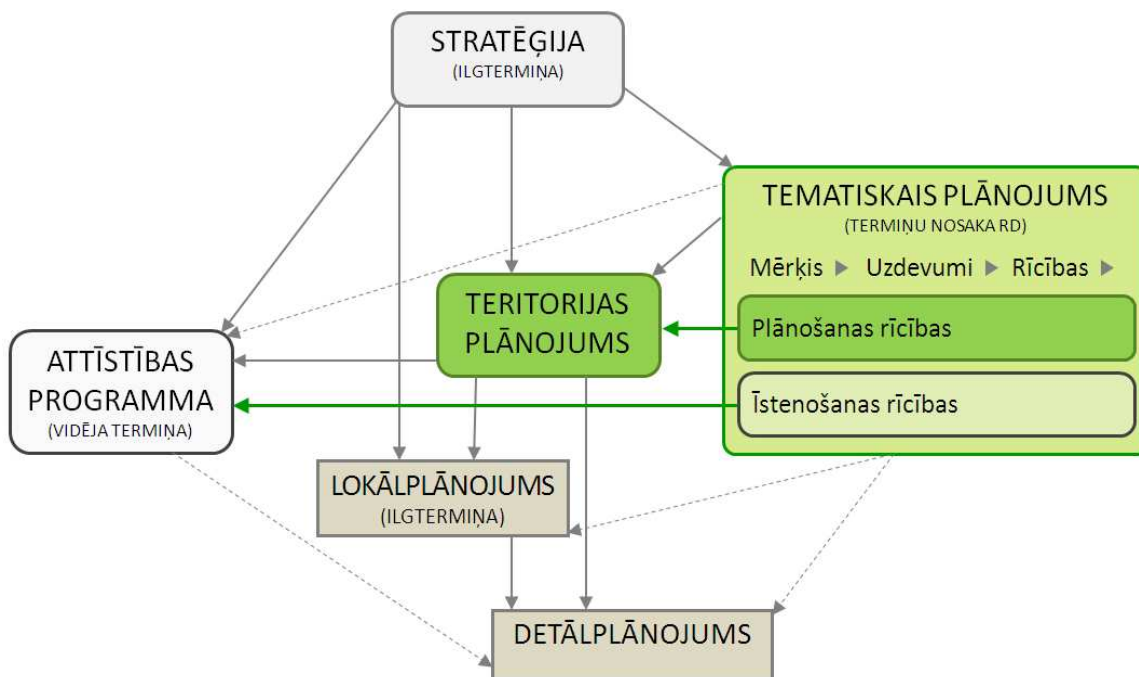 STRATĒĢIJA
(ILGTERMIŅA)
TEMATISKAIS PLĀNOJUMS
(TERMIŅU NOSAKA RD)
Mērķis ▶ Uzdevumi ▶ Rīcības ▶
Plānošanas rīcības
Īstenošanas rīcības
TERITORIJAS
PLĀNOJUMS
ATTĪSTĪBAS
PROGRAMMA
(VIDĒJA TERMIŅA)
LOKĀLPLĀNOJUMS
(ILGTERMIŅA)
DETĀLPLĀNOJUMS